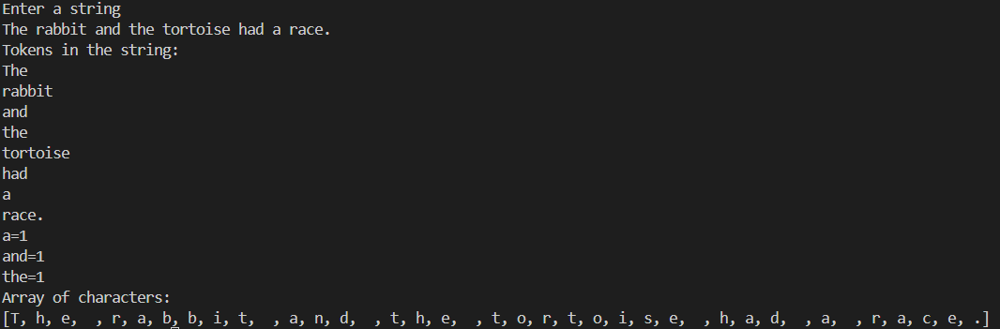 Enter a string
The rabbit and the tortoise had a race.
Tokens in the string:
The
rabbit
and
the
tortoise
had
a
race.
a=1
and=1
the=1
Array of characters:
[T, h, e,  , r, a, b, b, i, t,  , a, n, d,  , t, h, e,  , t, o, r, t, o, i, s, e,  , h, a, d,  , a,  , r, a, c, e, .]